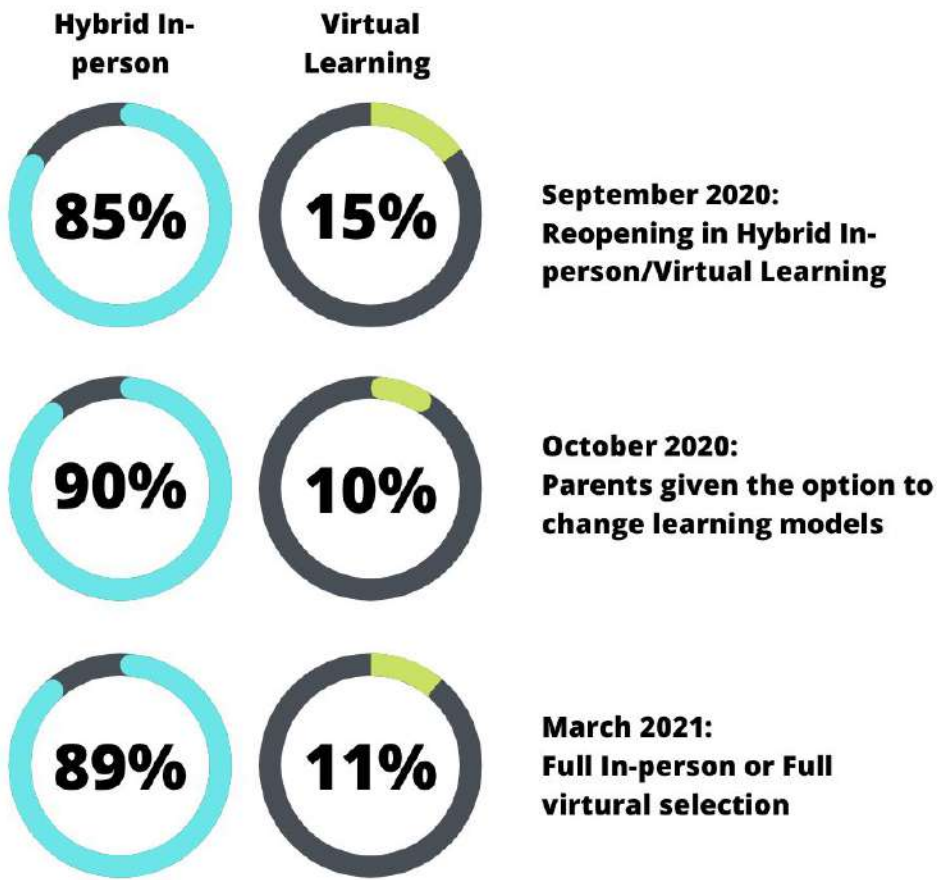 Hybrid In-
person
Virtual
Learning
85%
15%
September 2020:
Reopening in Hybrid In-
person/Virtual Learning
90%
10%
October 2020:
Parents given the option to
change learning models
89%
11%
March 2021:
Full In-person or Full
virtural selection